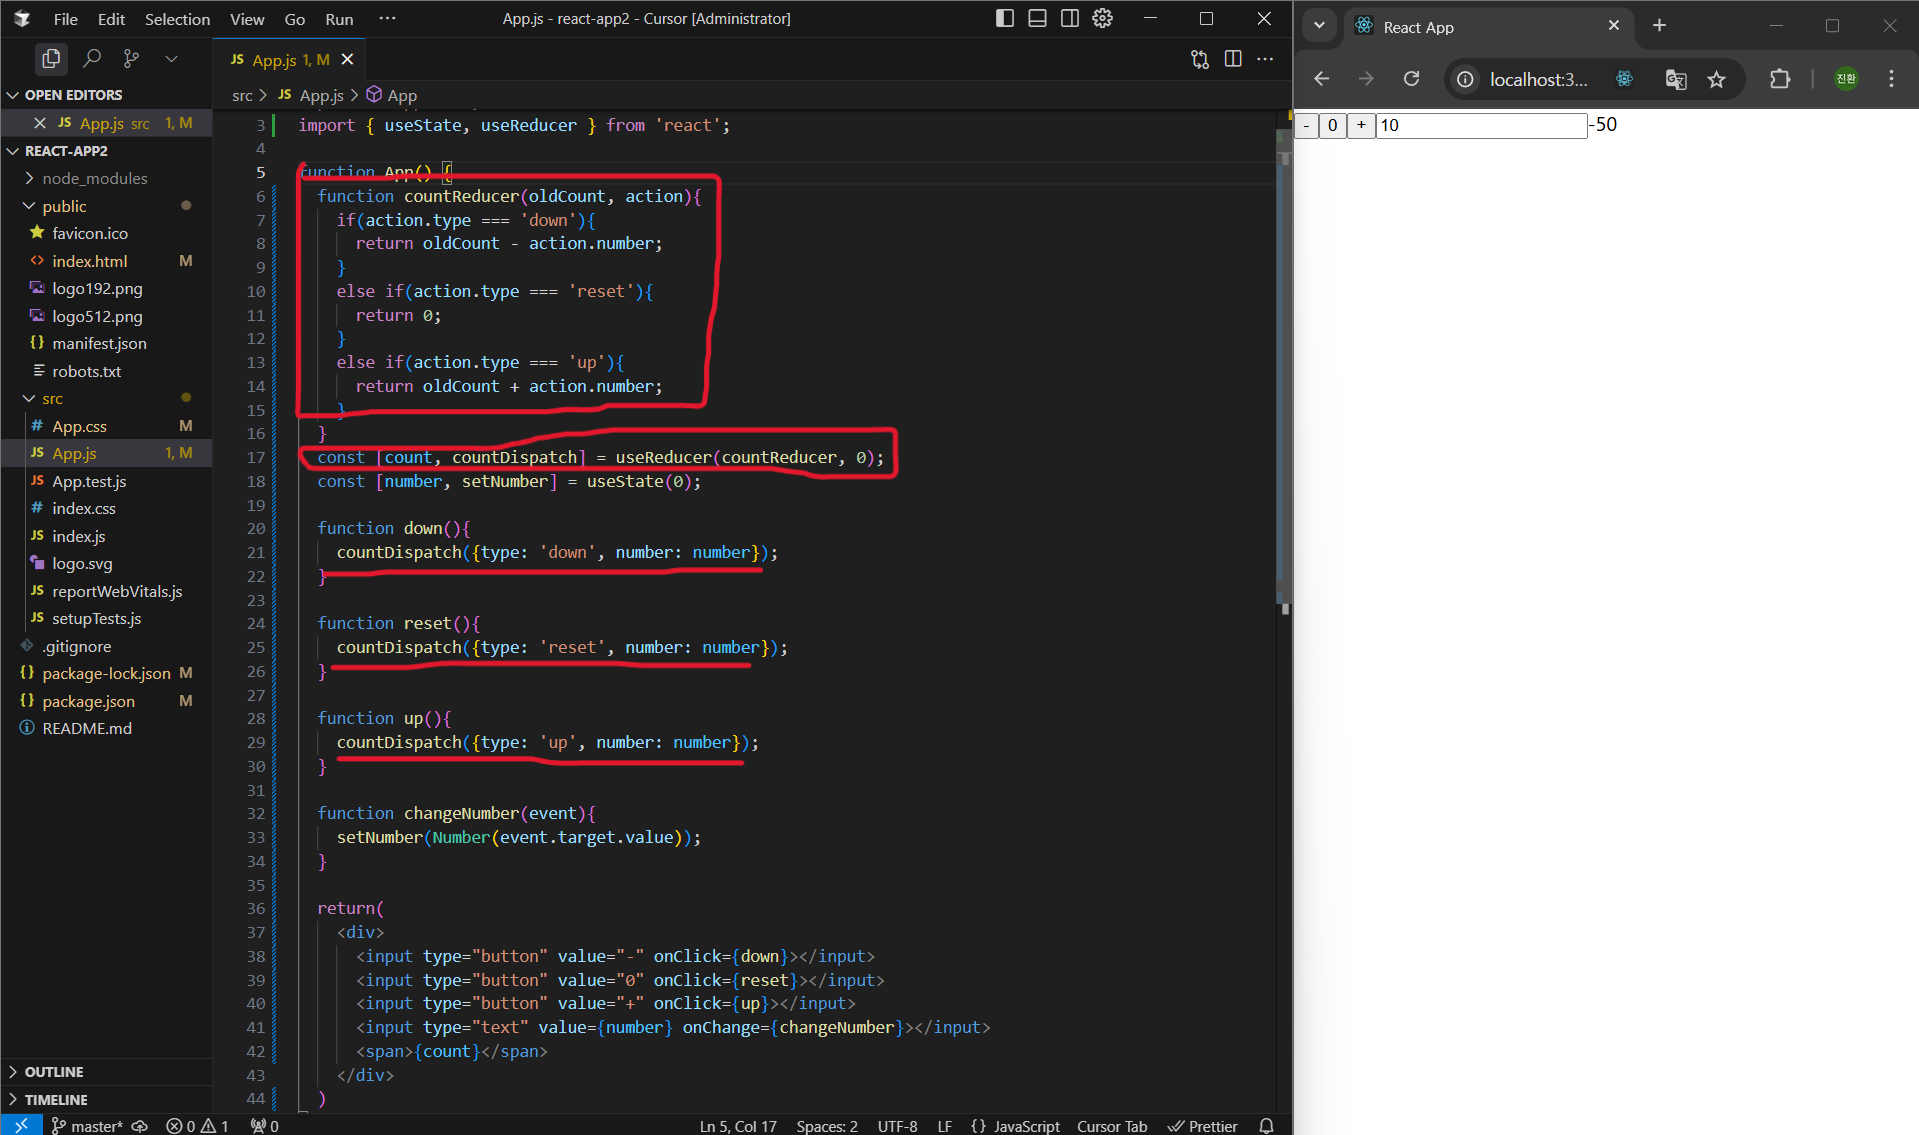 File Edit Selection View Go Run ··· App.js - react-app2 - Cursor [Administrator]
OPEN EDITORS
JS App.js src 1, M
REACT-APP2
node_modules
public
favicon.ico
<> index.html M
logo192.png
logo512.png
{} manifest.json
robots.txt
src
# App.css M
JS App.js 1, M
JS App.test.js
# index.css
JS index.js
logo.svg
JS reportWebVitals.js
JS setupTests.js
.gitignore
{} package-lock.json M
{} package.json M
README.md
OUTLINE
TIMELINE
JS App.js 1, M
src > JS App.js > App
3 import { useState, useReducer } from 'react';
4
5 function App() {
6 function countReducer(oldCount, action){
7 if(action.type === 'down'){
8 return oldCount - action.number;
9 }
10 else if(action.type === 'reset'){
11 return 0;
12 }
13 else if(action.type === 'up'){
14 return oldCount + action.number;
15 }
16 }
17 const [count, countDispatch] = useReducer(countReducer, 0);
18 const [number, setNumber] = useState(0);
19
20 function down(){
21 countDispatch({type: 'down', number: number});
22 }
23
24 function reset(){
25 countDispatch({type: 'reset', number: number});
26 }
27
28 function up(){
29 countDispatch({type: 'up', number: number});
30 }
31
32 function changeNumber(event){
33 setNumber(Number(event.target.value));
34 }
35
36 return(
37 <div>
38 <input type="button" value="-" onClick={down}></input>
39 <input type="button" value="0" onClick={reset}></input>
40 <input type="button" value="+" onClick={up}></input>
41 <input type="text" value={number} onChange={changeNumber}></input>
42 <span>{count}</span>
43 </div>
44 )
master* 0 1 0 Ln 5, Col 17 Spaces: 2 UTF-8 LF {} JavaScript Cursor Tab Prettier
React App
localhost:3... 진환
- 0 + 10 -50